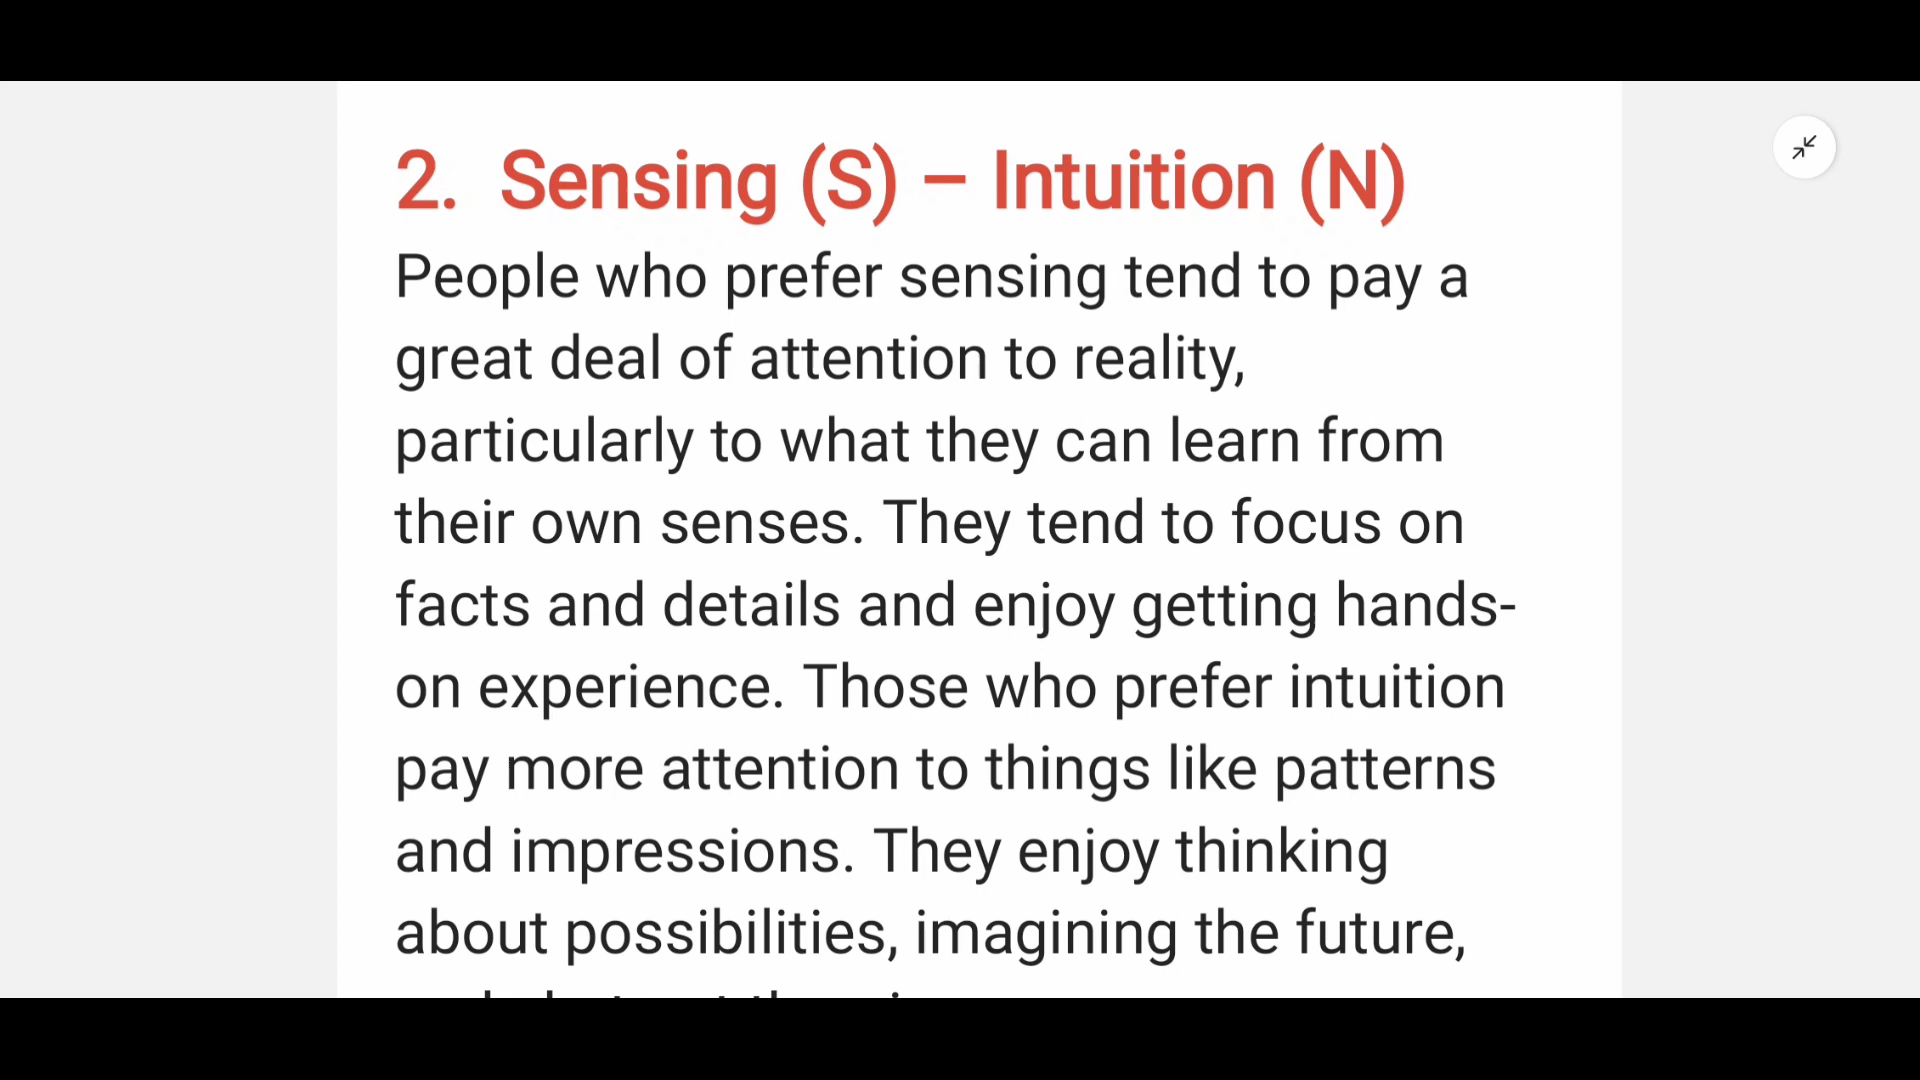 2. Sensing (S) – Intuition (N)
People who prefer sensing tend to pay a
great deal of attention to reality,
particularly to what they can learn from
their own senses. They tend to focus on
facts and details and enjoy getting hands-
on experience. Those who prefer intuition
pay more attention to things like patterns
and impressions. They enjoy thinking
about possibilities, imagining the future,